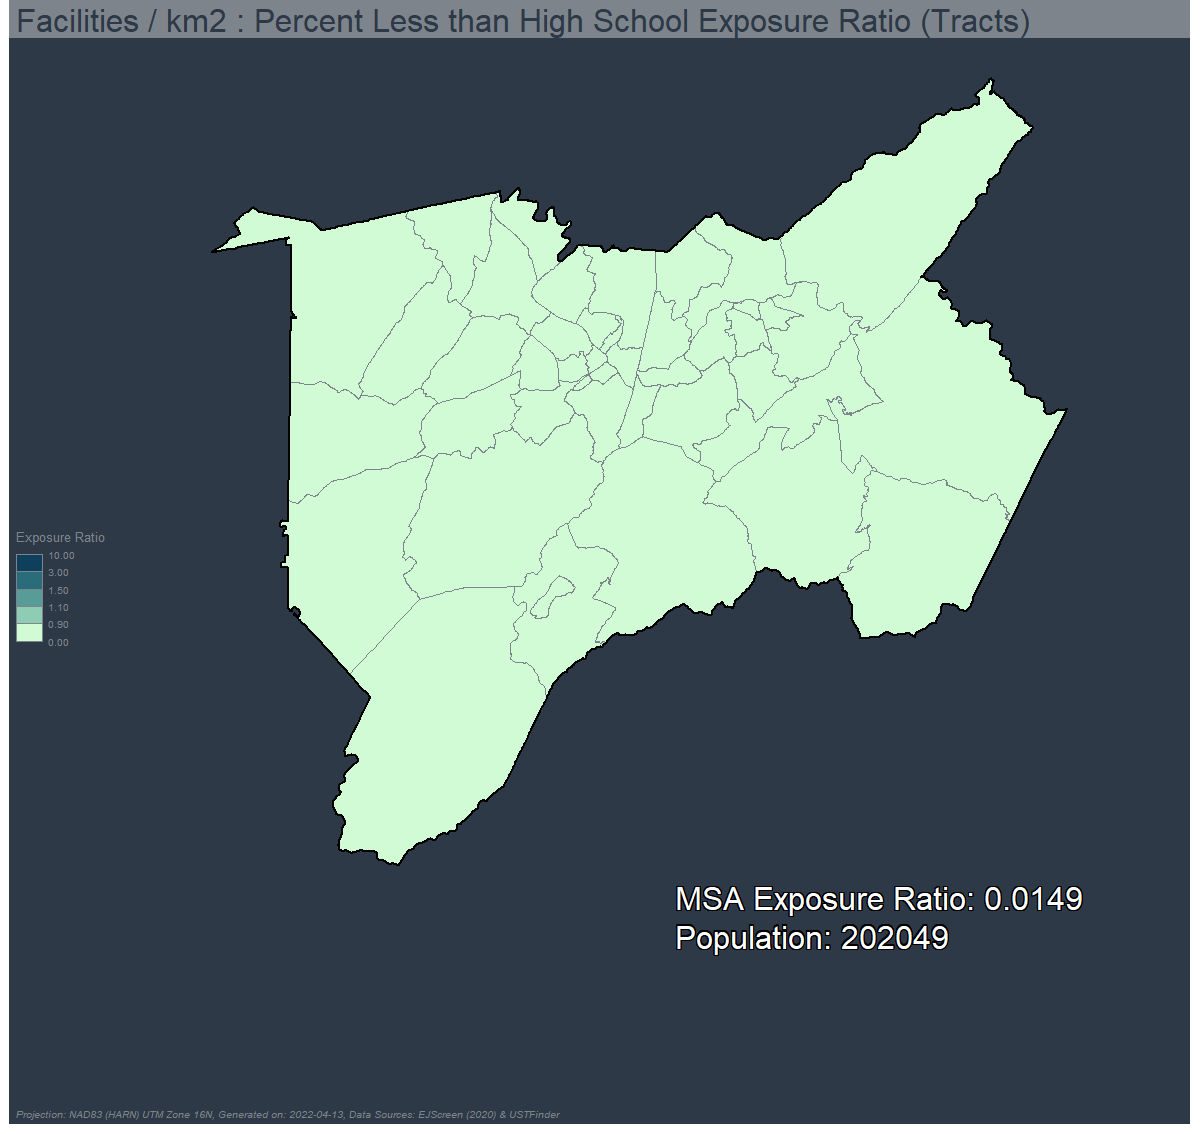 Facilities / km2 : Percent Less than High School Exposure Ratio (Tracts)
Exposure Ratio
10.00
3.00
1.50
1.10
0.90
0.00
MSA Exposure Ratio: 0.0149
Population: 202049
Projection: NAD83 (HARN) UTM Zone 16N, Generated on: 2022-04-13, Data Sources: EJScreen (2020) & USTFinder